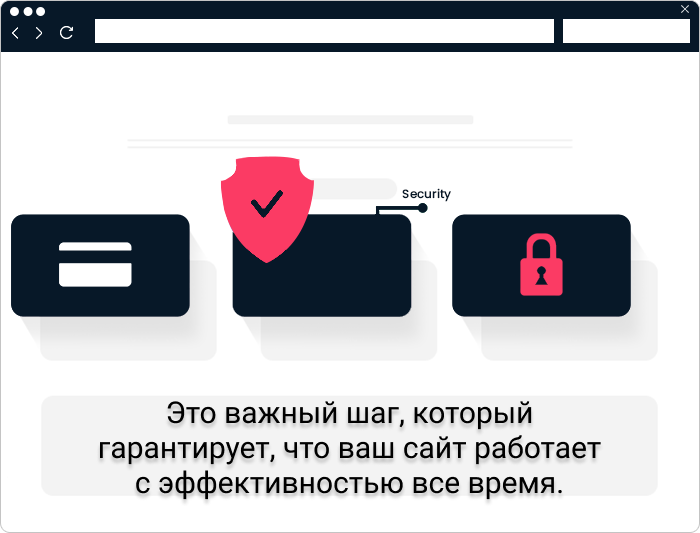 Security
Это важный шаг, который
гарантирует, что ваш сайт работает
с эффективностью все время.